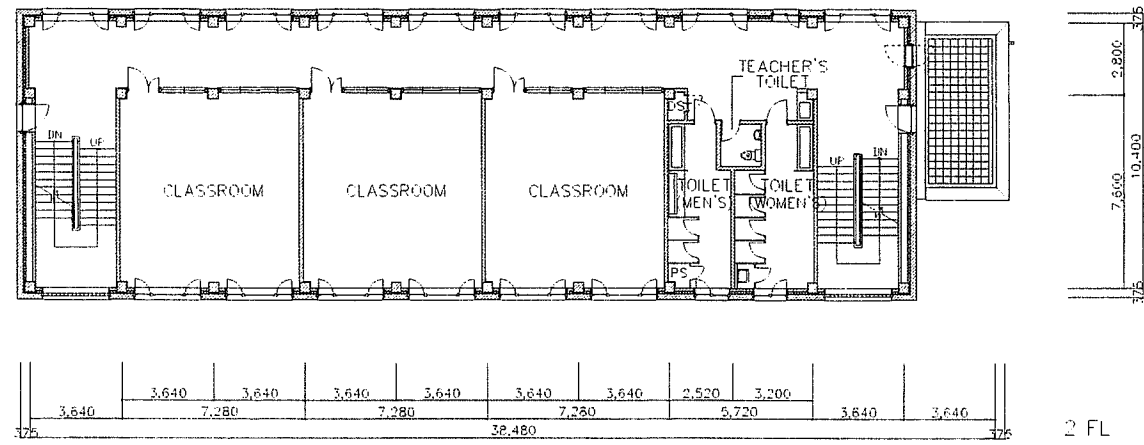 TEACHER'S
TOILET
DS
DN UP
CLASSROOM CLASSROOM CLASSROOM
TOILET
(MEN'S)
TOILET
(WOMEN'S)
UP DN
PS
375
2,800
10,400
7,600
375
3,640 3,640 3,640 3,640 3,640 3,640 2,520 3,200
3,640 7,280 7,280 7,280 5,720 3,640 3,640
375 38,480 375
2 FL